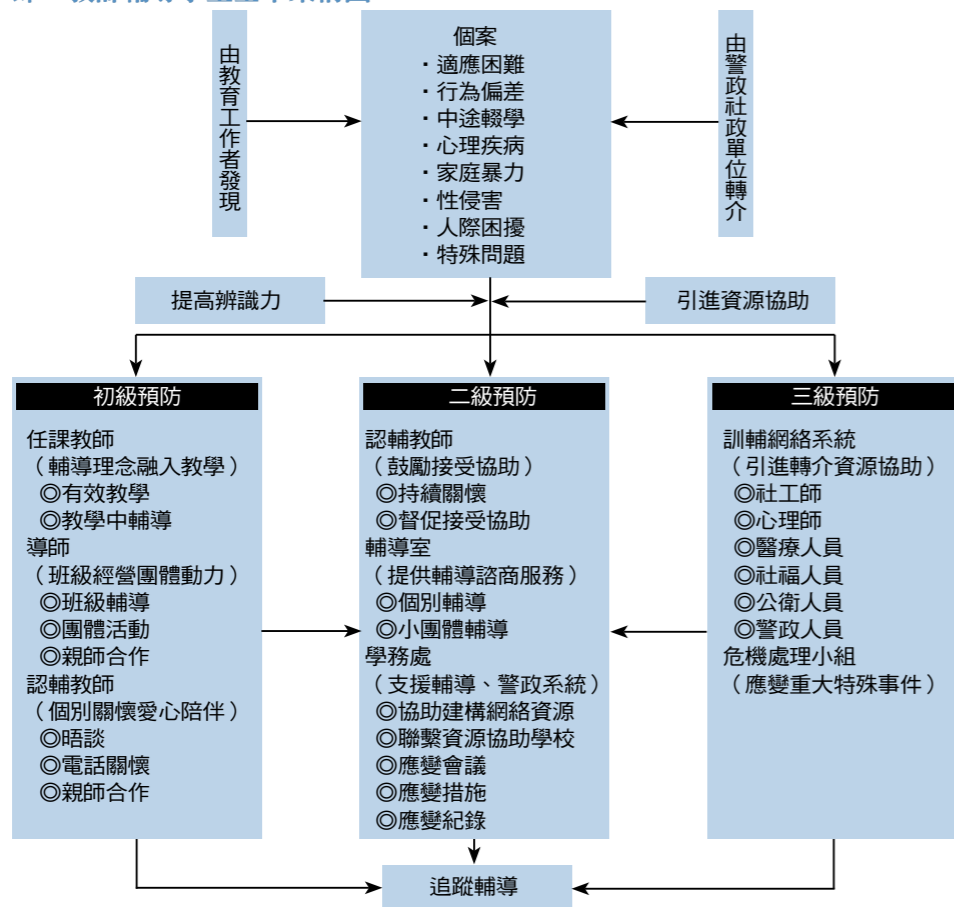 由教育工作者發現
個案
・適應困難
・行為偏差
・中途輟學
・心理疾病
・家庭暴力
・性侵害
・人際困擾
・特殊問題
由警政社政單位轉介
提高辨識力
引進資源協助
初級預防
任課教師
（輔導理念融入教學）
◎有效教學
◎教學中輔導
導師
（班級經營團體動力）
◎班級輔導
◎團體活動
◎親師合作
認輔教師
（個別關懷愛心陪伴）
◎晤談
◎電話關懷
◎親師合作
二級預防
認輔教師
（鼓勵接受協助）
◎持續關懷
◎督促接受協助
輔導室
（提供輔導諮商服務）
◎個別輔導
◎小團體輔導
學務處
（支援輔導、警政系統）
◎協助建構網絡資源
◎聯繫資源協助學校
◎應變會議
◎應變措施
◎應變紀錄
三級預防
訓輔網絡系統
（引進轉介資源協助）
◎社工師
◎心理師
◎醫療人員
◎社福人員
◎公衛人員
◎警政人員
危機處理小組
（應變重大特殊事件）
追蹤輔導